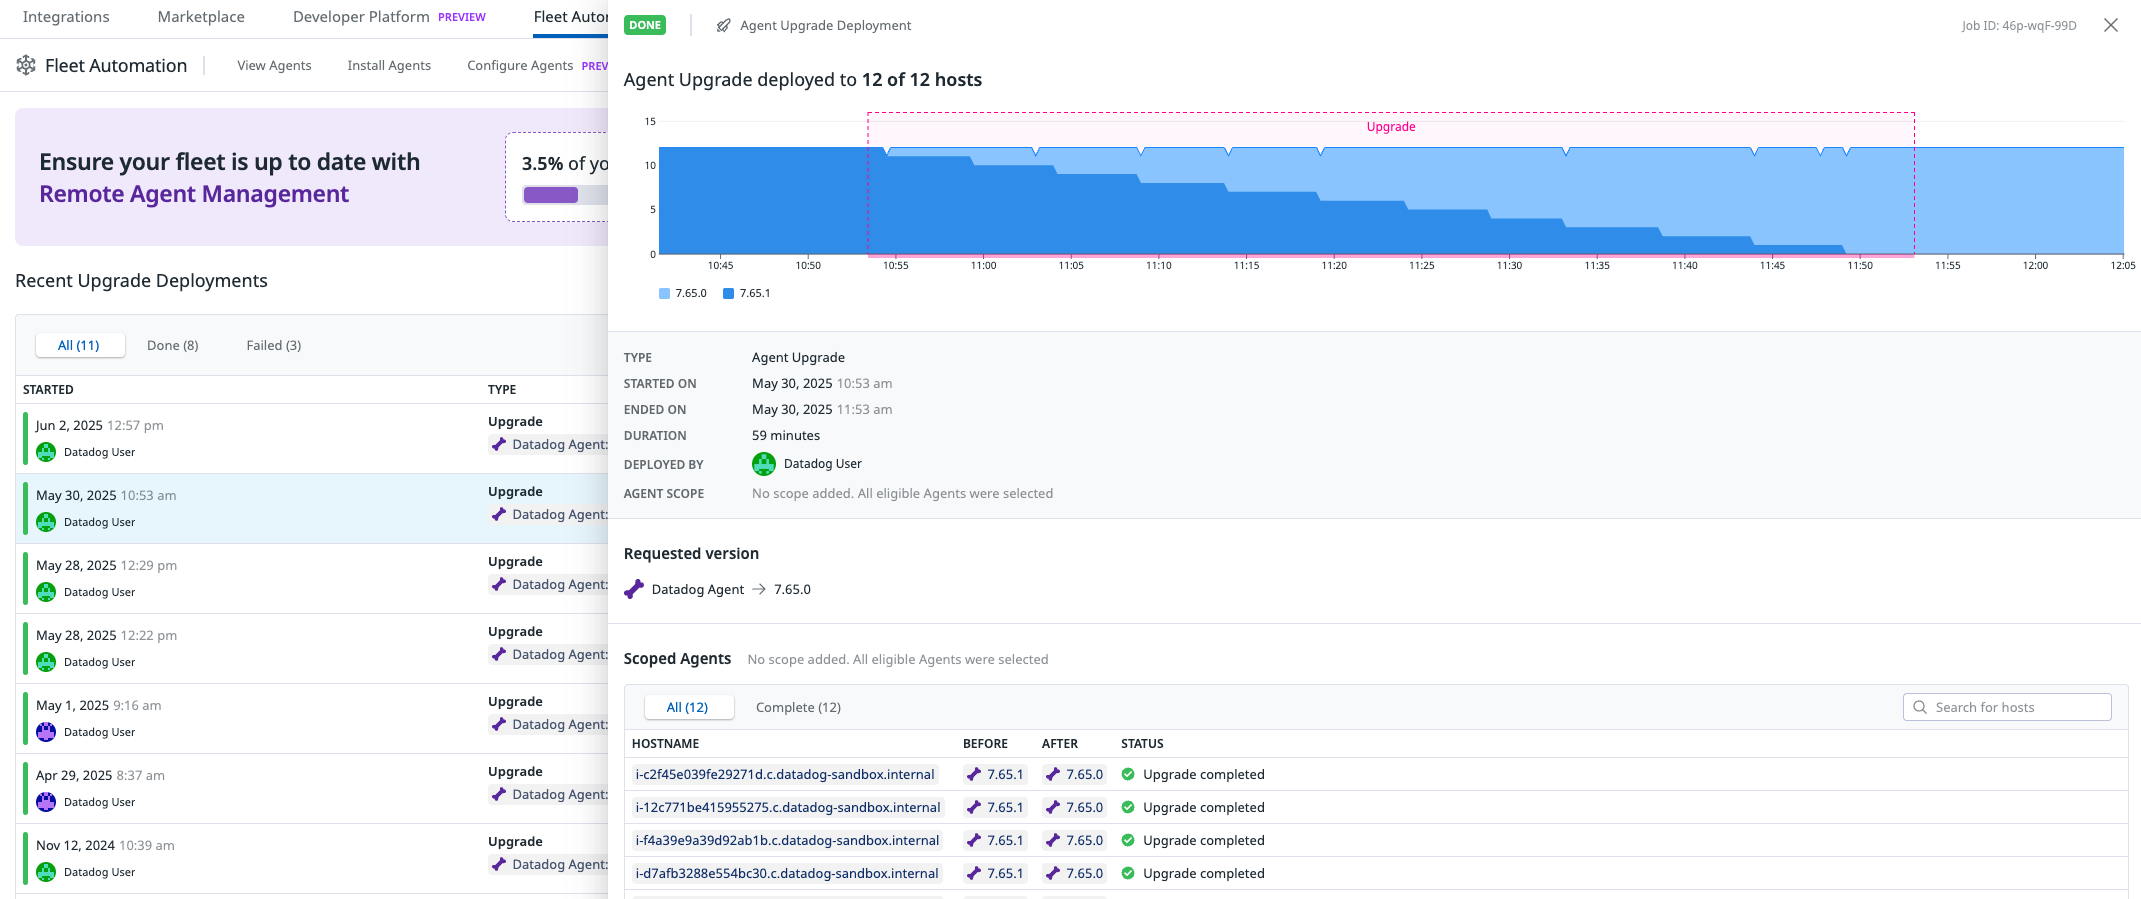 Integrations
Marketplace
Developer Platform PREVIEW
Fleet Autor
Fleet Automation
View Agents
Install Agents
Configure Agents PREV
Ensure your fleet is up to date with
Remote Agent Management
3.5% of yo
Recent Upgrade Deployments
All (11)
Done (8)
Failed (3)
STARTED
TYPE
Jun 2, 2025 12:57 pm
Upgrade
Datadog User
Datadog Agent:
May 30, 2025 10:53 am
Upgrade
Datadog User
Datadog Agent:
May 28, 2025 12:29 pm
Upgrade
Datadog User
Datadog Agent:
May 28, 2025 12:22 pm
Upgrade
Datadog User
Datadog Agent:
May 1, 2025 9:16 am
Upgrade
Datadog User
Datadog Agent:
Apr 29, 2025 8:37 am
Upgrade
Datadog User
Datadog Agent:
Nov 12, 2024 10:39 am
Upgrade
Datadog User
Datadog Agent:
DONE
Agent Upgrade Deployment
Job ID: 46p-wqF-99D
Agent Upgrade deployed to 12 of 12 hosts
Upgrade
15
10
5
0
10:45 10:50 10:55 11:00 11:05 11:10 11:15 11:20 11:25 11:30 11:35 11:40 11:45 11:50 11:55 12:00 12:05
7.65.0
7.65.1
TYPE Agent Upgrade
STARTED ON May 30, 2025 10:53 am
ENDED ON May 30, 2025 11:53 am
DURATION 59 minutes
DEPLOYED BY Datadog User
AGENT SCOPE No scope added. All eligible Agents were selected
Requested version
Datadog Agent → 7.65.0
Scoped Agents No scope added. All eligible Agents were selected
All (12)
Complete (12)
Search for hosts
HOSTNAME BEFORE AFTER STATUS
i-c2f45e039fe29271d.c.datadog-sandbox.internal 7.65.1 7.65.0 Upgrade completed
i-12c771be415955275.c.datadog-sandbox.internal 7.65.1 7.65.0 Upgrade completed
i-f4a39e9a39d92ab1b.c.datadog-sandbox.internal 7.65.1 7.65.0 Upgrade completed
i-d7afb3288e554bc30.c.datadog-sandbox.internal 7.65.1 7.65.0 Upgrade completed